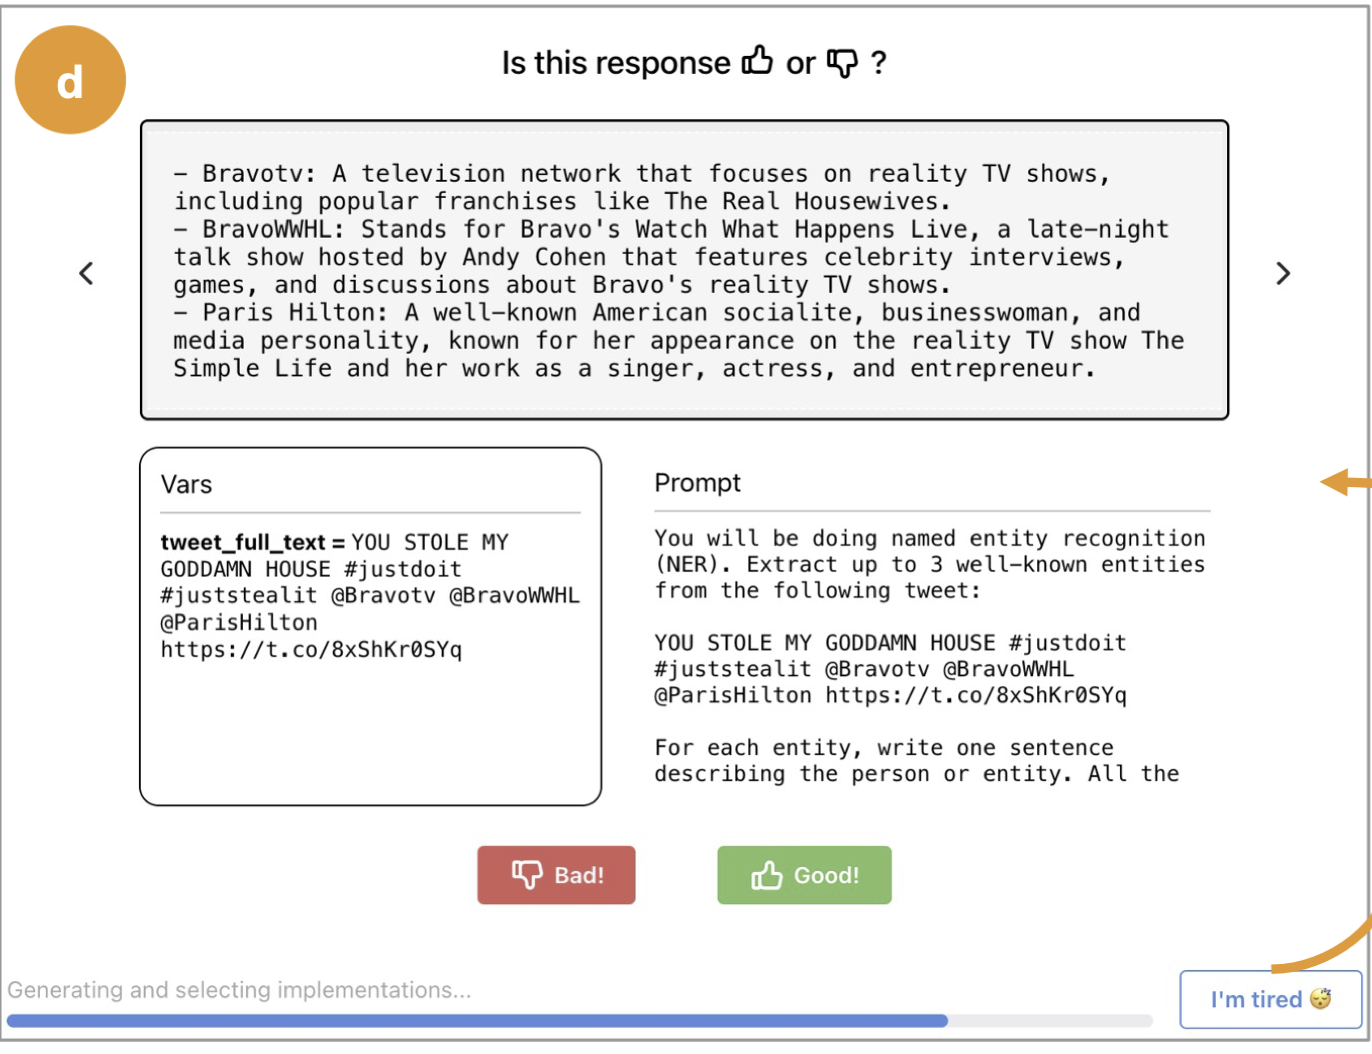 d
Is this response 👍 or 👎 ?
– Bravotv: A television network that focuses on reality TV shows,
including popular franchises like The Real Housewives.
– BravoWWHL: Stands for Bravo's Watch What Happens Live, a late–night
talk show hosted by Andy Cohen that features celebrity interviews,
games, and discussions about Bravo's reality TV shows.
– Paris Hilton: A well–known American socialite, businesswoman, and
media personality, known for her appearance on the reality TV show The
Simple Life and her work as a singer, actress, and entrepreneur.
Vars
tweet_full_text = YOU STOLE MY
GODDAMN HOUSE #justdoit
#juststealit @Bravotv @BravoWWHL
@ParisHilton
https://t.co/8xShKr0SYq
Prompt
You will be doing named entity recognition
(NER). Extract up to 3 well–known entities
from the following tweet:
YOU STOLE MY GODDAMN HOUSE #justdoit
#juststealit @Bravotv @BravoWWHL
@ParisHilton https://t.co/8xShKr0SYq
For each entity, write one sentence
describing the person or entity. All the
Bad!
Good!
Generating and selecting implementations...
I'm tired 😴